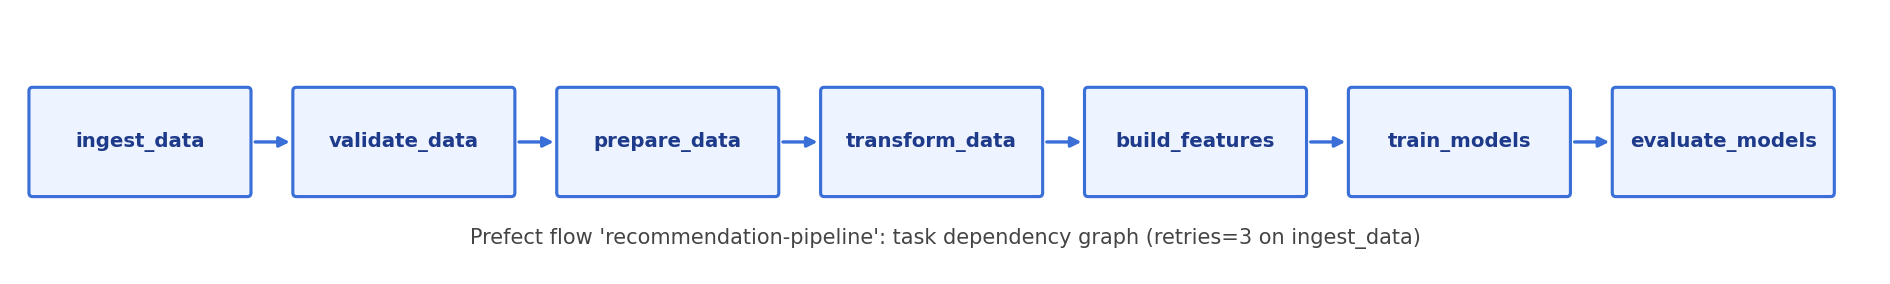 ingest_data
validate_data
prepare_data
transform_data
build_features
train_models
evaluate_models
Prefect flow 'recommendation-pipeline': task dependency graph (retries=3 on ingest_data)